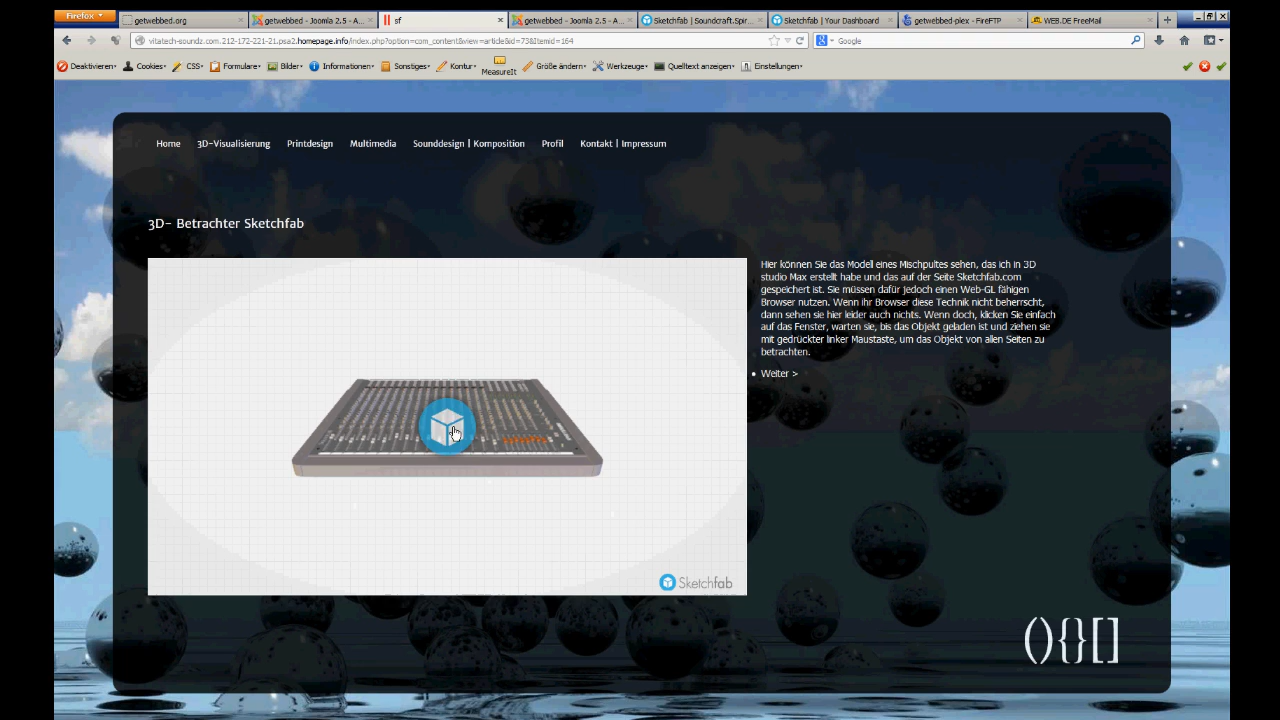 Firefox
getwebbed.org
getwebbed - Joomla 2.5 - A...
sf
getwebbed - Joomla 2.5 - A...
Sketchfab | Soundcraft.Spir...
Sketchfab | Your Dashboard
getwebbed-plex - FireFTP
WEB.DE FreeMail
vitatech-soundz.com.212-172-221-21.psa2.homepage.info/index.php?option=com_content&view=article&id=73&Itemid=164
Google
Deaktivieren
Cookies
CSS
Formulare
Bilder
Informationen
Sonstiges
Kontur
MeasureIt
Größe ändern
Werkzeuge
Quelltext anzeigen
Einstellungen
Home
3D-Visualisierung
Printdesign
Multimedia
Sounddesign | Komposition
Profil
Kontakt | Impressum
3D- Betrachter Sketchfab
Hier können Sie das Modell eines Mischpultes sehen, das ich in 3D
studio Max erstellt habe und das auf der Seite Sketchfab.com
gespeichert ist. Sie müssen dafür jedoch einen Web-GL fähigen
Browser nutzen. Wenn ihr Browser diese Technik nicht beherrscht,
dann sehen sie hier leider auch nichts. Wenn doch, klicken Sie einfach
auf das Fenster, warten sie, bis das Objekt geladen ist und ziehen sie
mit gedrückter linker Maustaste, um das Objekt von allen Seiten zu
betrachten.
Weiter >
Sketchfab
(){}[]